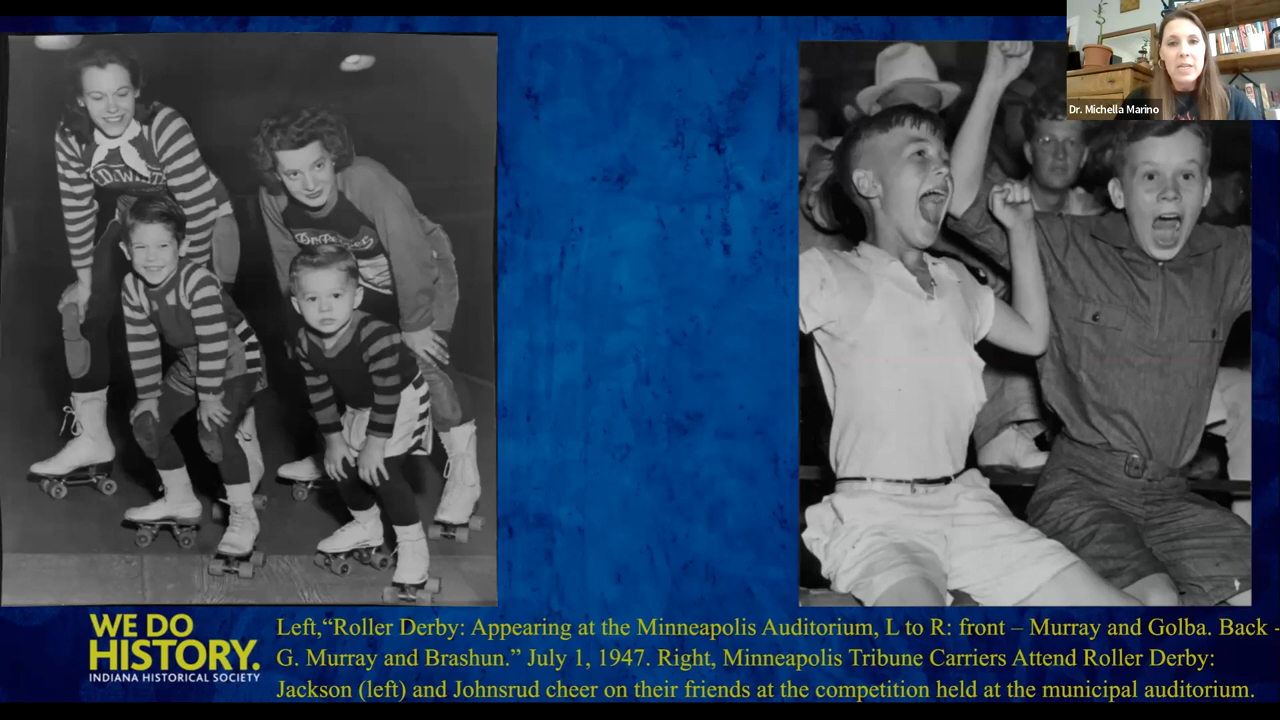 Dr. Michella Marino
WE DO
HISTORY.
INDIANA HISTORICAL SOCIETY
Left,“Roller Derby: Appearing at the Minneapolis Auditorium, L to R: front – Murray and Golba. Back -
G. Murray and Brashun.” July 1, 1947. Right, Minneapolis Tribune Carriers Attend Roller Derby:
Jackson (left) and Johnsrud cheer on their friends at the competition held at the municipal auditorium.